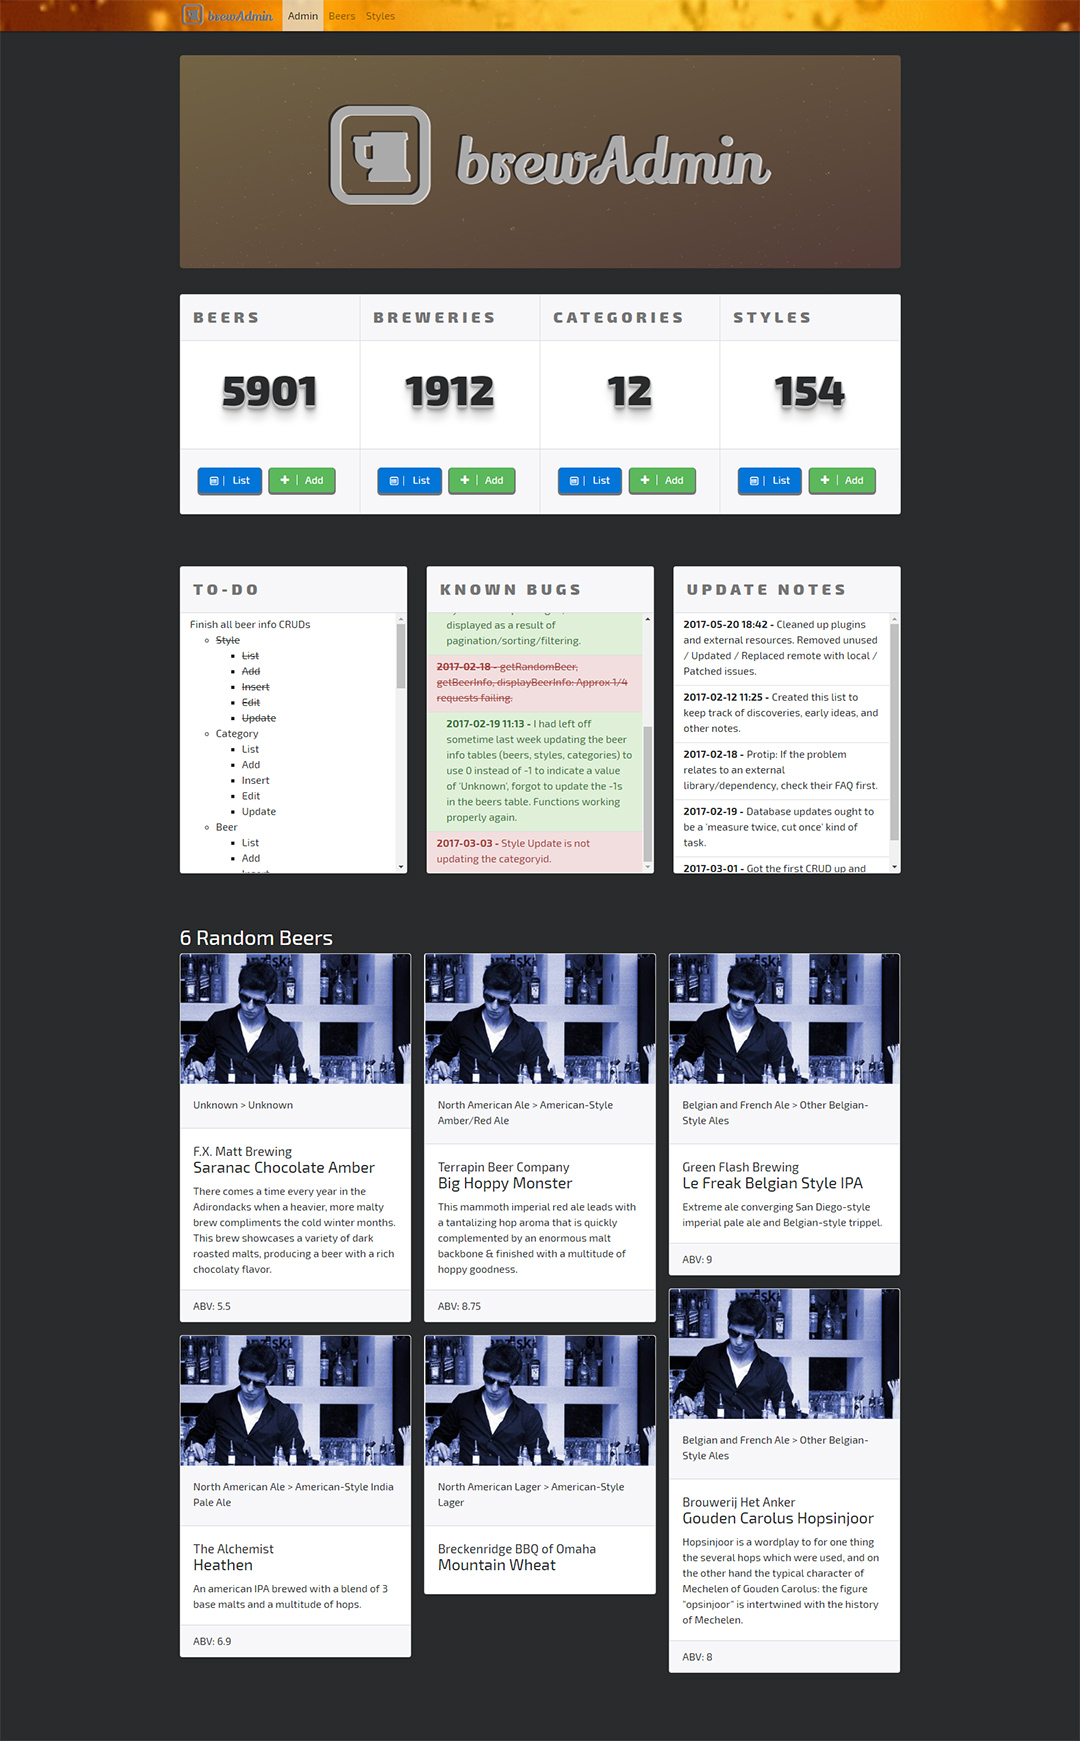 brewAdmin Admin Beers Styles
brewAdmin
BEERS BREWERIES CATEGORIES STYLES
5901 1912 12 154
| List + | Add | List + | Add | List + | Add | List + | Add
TO-DO
Finish all beer info CRUDs
Style
List
Add
Insert
Edit
Update
Category
List
Add
Insert
Edit
Update
Beer
List
Add
KNOWN BUGS
displayed as a result of
pagination/sorting/filtering.
2017-02-18 - getRandomBeer,
getBeerInfo, displayBeerInfo: Approx 1/4
requests failing.
2017-02-19 11:13 - I had left off
sometime last week updating the beer
info tables (beers, styles, categories) to
use 0 instead of -1 to indicate a value
of 'Unknown', forgot to update the -1s
in the beers table. Functions working
properly again.
2017-03-03 - Style Update is not
updating the categoryid.
UPDATE NOTES
2017-05-20 18:42 - Cleaned up plugins
and external resources. Removed unused
/ Updated / Replaced remote with local /
Patched issues.
2017-02-12 11:25 - Created this list to
keep track of discoveries, early ideas, and
other notes.
2017-02-18 - Protip: If the problem
relates to an external
library/dependency, check their FAQ first.
2017-02-19 - Database updates ought to
be a 'measure twice, cut once' kind of
task.
2017-03-01 - Got the first CRUD up and
6 Random Beers
Unknown > Unknown
F.X. Matt Brewing
Saranac Chocolate Amber
There comes a time every year in the
Adirondacks when a heavier, more malty
brew compliments the cold winter months.
This brew showcases a variety of dark
roasted malts, producing a beer with a rich
chocolaty flavor.
ABV: 5.5
North American Ale > American-Style
Amber/Red Ale
Terrapin Beer Company
Big Hoppy Monster
This mammoth imperial red ale leads with
a tantalizing hop aroma that is quickly
complemented by an enormous malt
backbone & finished with a multitude of
hoppy goodness.
ABV: 8.75
Belgian and French Ale > Other Belgian-
Style Ales
Green Flash Brewing
Le Freak Belgian Style IPA
Extreme ale converging San Diego-style
imperial pale ale and Belgian-style trippel.
ABV: 9
North American Ale > American-Style India
Pale Ale
The Alchemist
Heathen
An american IPA brewed with a blend of 3
base malts and a multitude of hops.
ABV: 6.9
North American Lager > American-Style
Lager
Breckenridge BBQ of Omaha
Mountain Wheat
Belgian and French Ale > Other Belgian-
Style Ales
Brouwerij Het Anker
Gouden Carolus Hopsinjoor
Hopsinjoor is a wordplay to for one thing
the several hops which were used, and on
the other hand the typical character of
Mechelen of Gouden Carolus: the figure
"opsinjoor" is intertwined with the history
of Mechelen.
ABV: 8